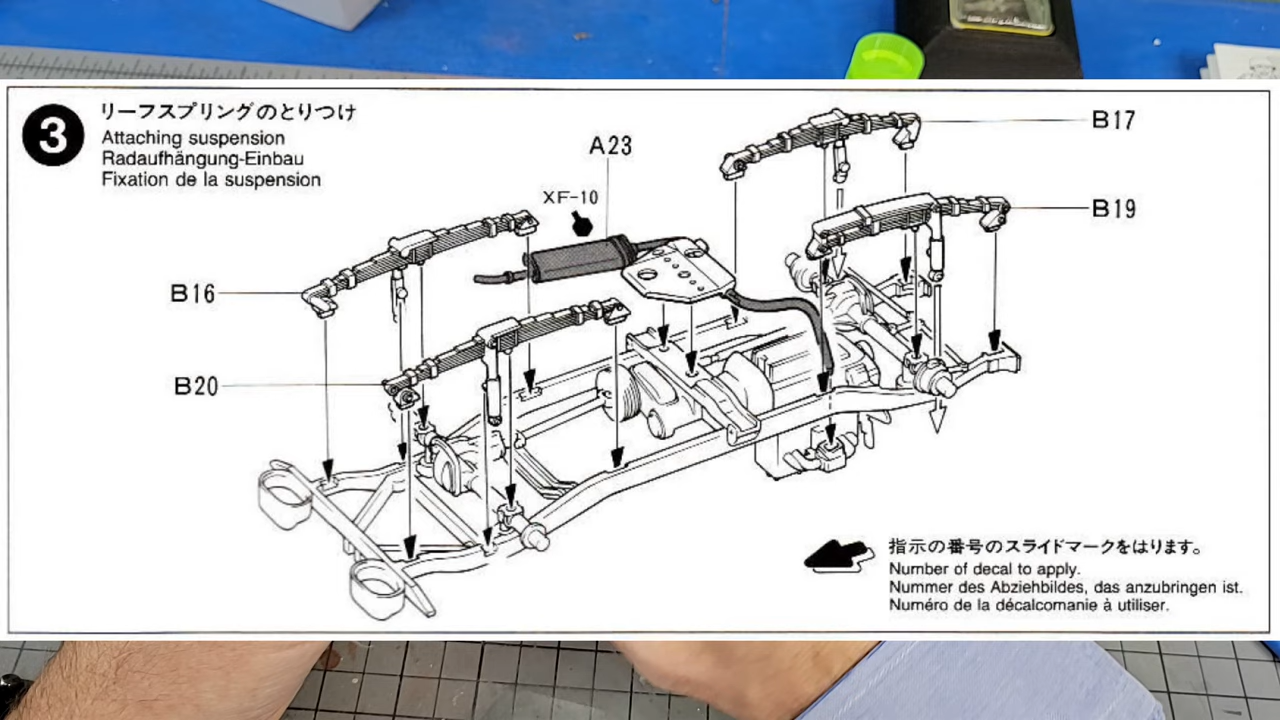 3
リーフスプリングのとりつけ
Attaching suspension
Radaufhängung-Einbau
Fixation de la suspension
A23
XF-10
B17
B19
B16
B20
指示の番号のスライドマークをはります。
Number of decal to apply.
Nummer des Abziehbildes, das anzubringen ist.
Numéro de la décalcomanie à utiliser.